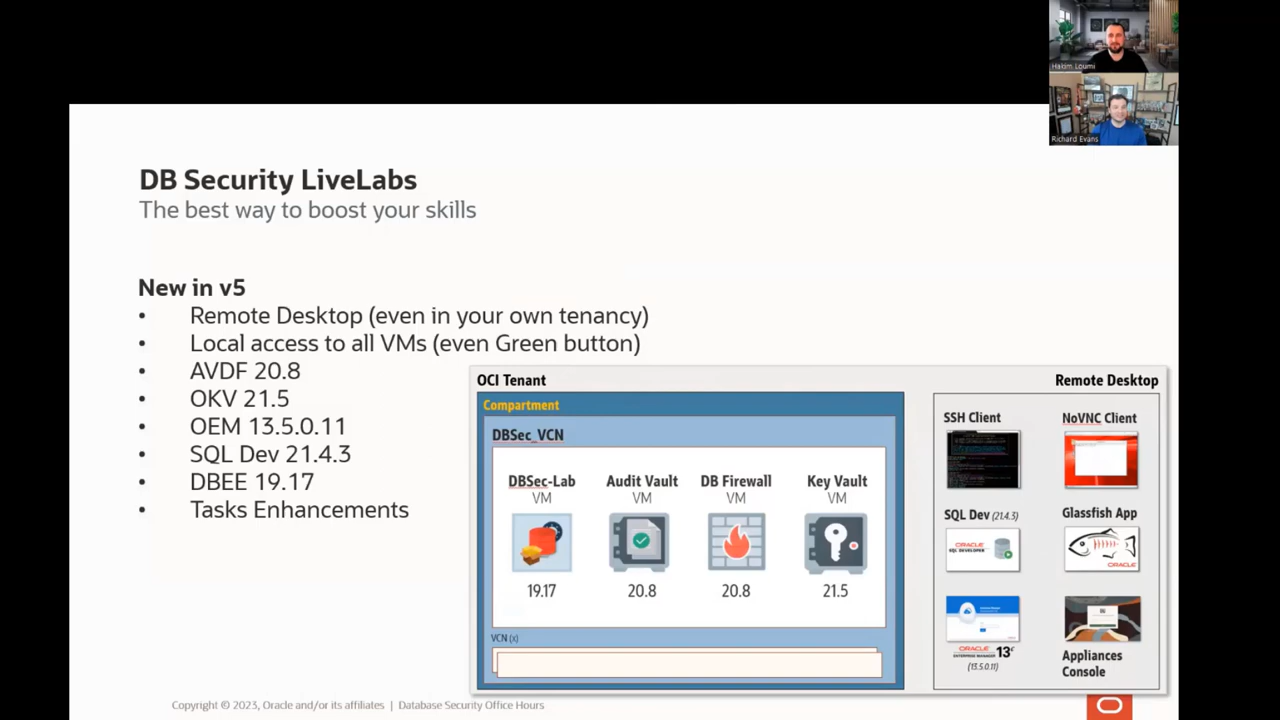 Hakim Loumi
Richard Evans
DB Security LiveLabs
The best way to boost your skills
New in v5
• Remote Desktop (even in your own tenancy)
• Local access to all VMs (even Green button)
• AVDF 20.8
• OKV 21.5
• OEM 13.5.0.11
• SQL Dev 21.4.3
• DBEE 19.17
• Tasks Enhancements
OCI Tenant
Compartment
DBSec_VCN
DBSec-Lab
VM
19.17
Audit Vault
VM
20.8
DB Firewall
VM
20.8
Key Vault
VM
21.5
VCN (x)
Remote Desktop
SSH Client
NoVNC Client
SQL Dev (21.4.3)
ORACLE
SQL DEVELOPER
Glassfish App
ORACLE
ORACLE
ENTERPRISE MANAGER 13c
(13.5.0.11)
Appliances
Console
Copyright © 2023, Oracle and/or its affiliates | Database Security Office Hours